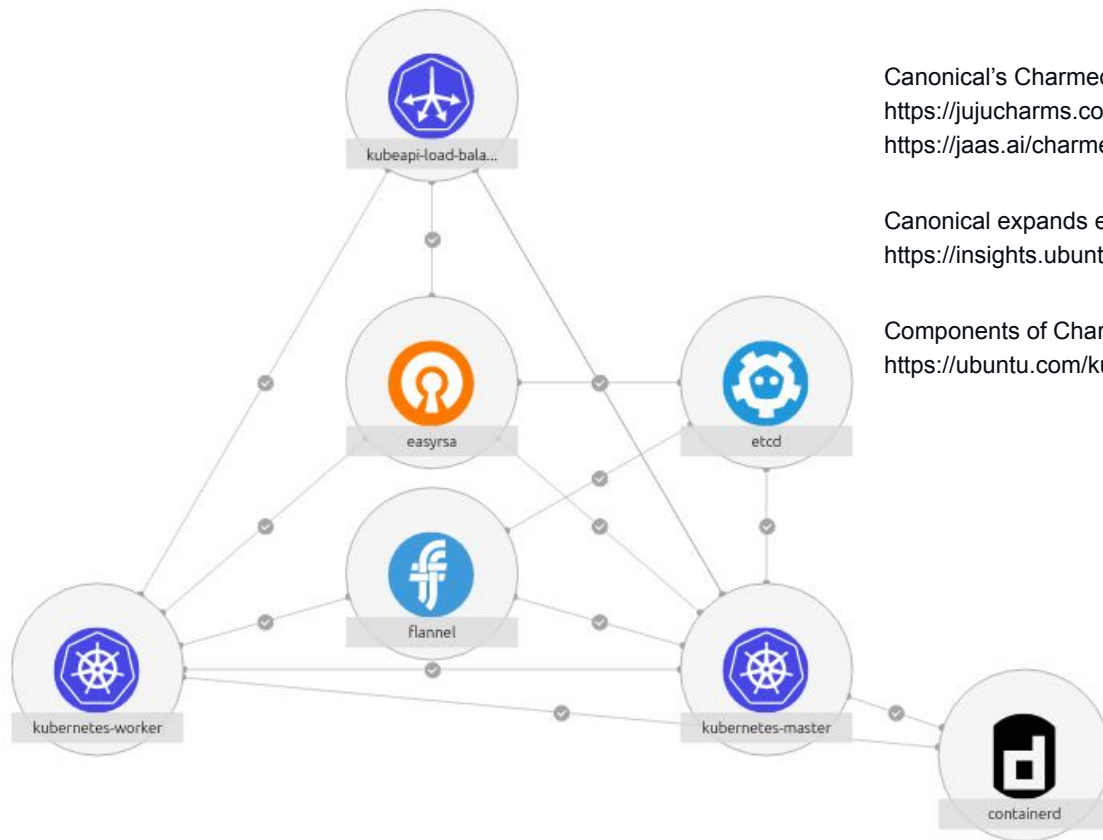 kubeapi-load-bala...
easyrsa
etcd
flannel
kubernetes-worker
kubernetes-master
containerd
Canonical’s Charmed
https://jujucharms.co
https://jaas.ai/charme
Canonical expands e
https://insights.ubunt
Components of Char
https://ubuntu.com/ku